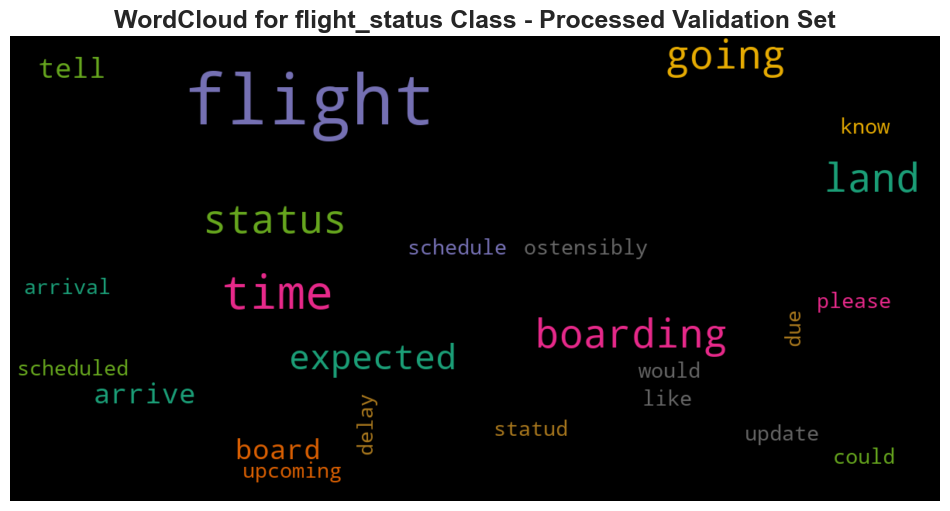 WordCloud for flight_status Class - Processed Validation Set
going
tell
flight
know
land
status
schedule ostensibly
arrival
time
please
due
boarding
expected
scheduled
would
arrive
like
delay
statud
update
board
could
upcoming